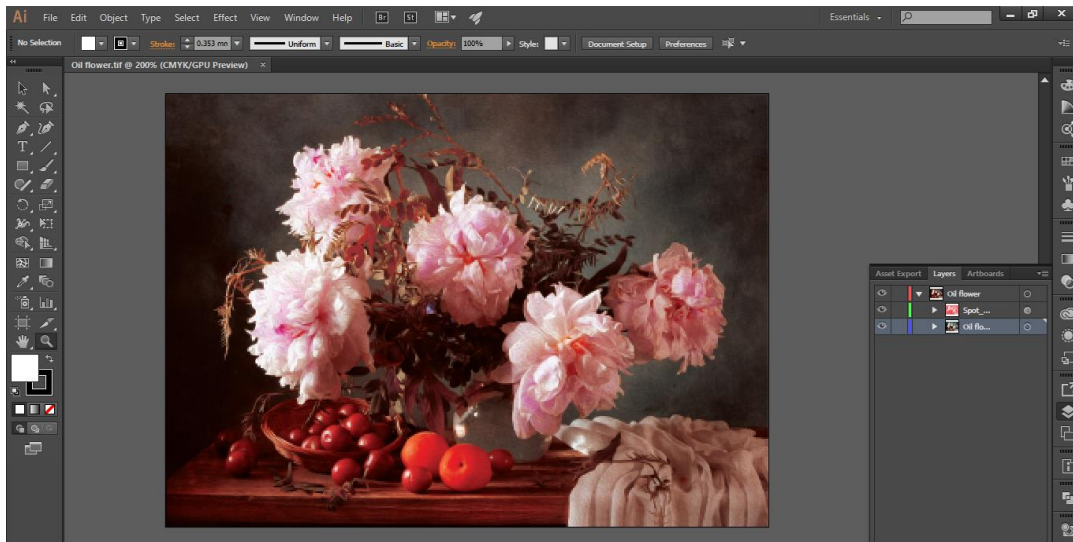 Ai File Edit Object Type Select Effect View Window Help Br St Essentials
No Selection Stroke: 0.353 mn Uniform Basic Opacity: 100% Style: Document Setup Preferences
Oil flower.tif @ 200% (CMYK/GPU Preview) ×
Asset Export Layers Artboards
Oil flower
Spot_...
Oil flo...